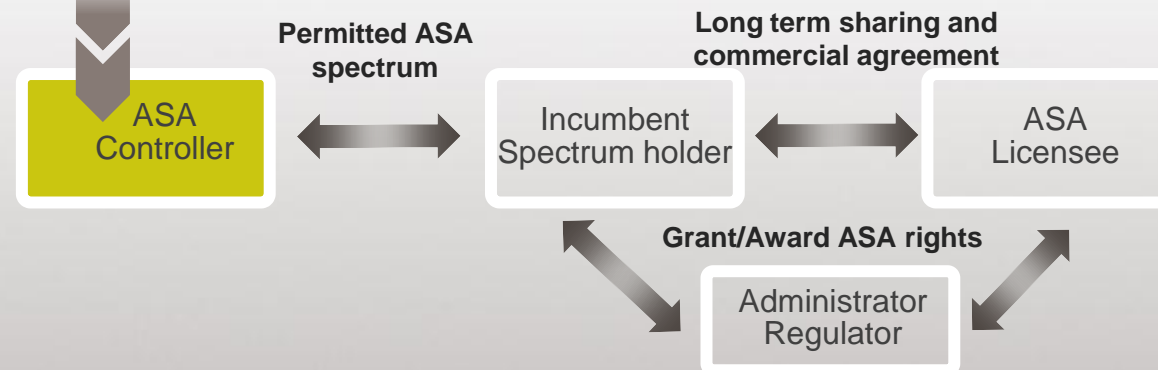 Permitted ASA
spectrum
Long term sharing and
commercial agreement
ASA
Controller
Incumbent
Spectrum holder
ASA
Licensee
Grant/Award ASA rights
Administrator
Regulator